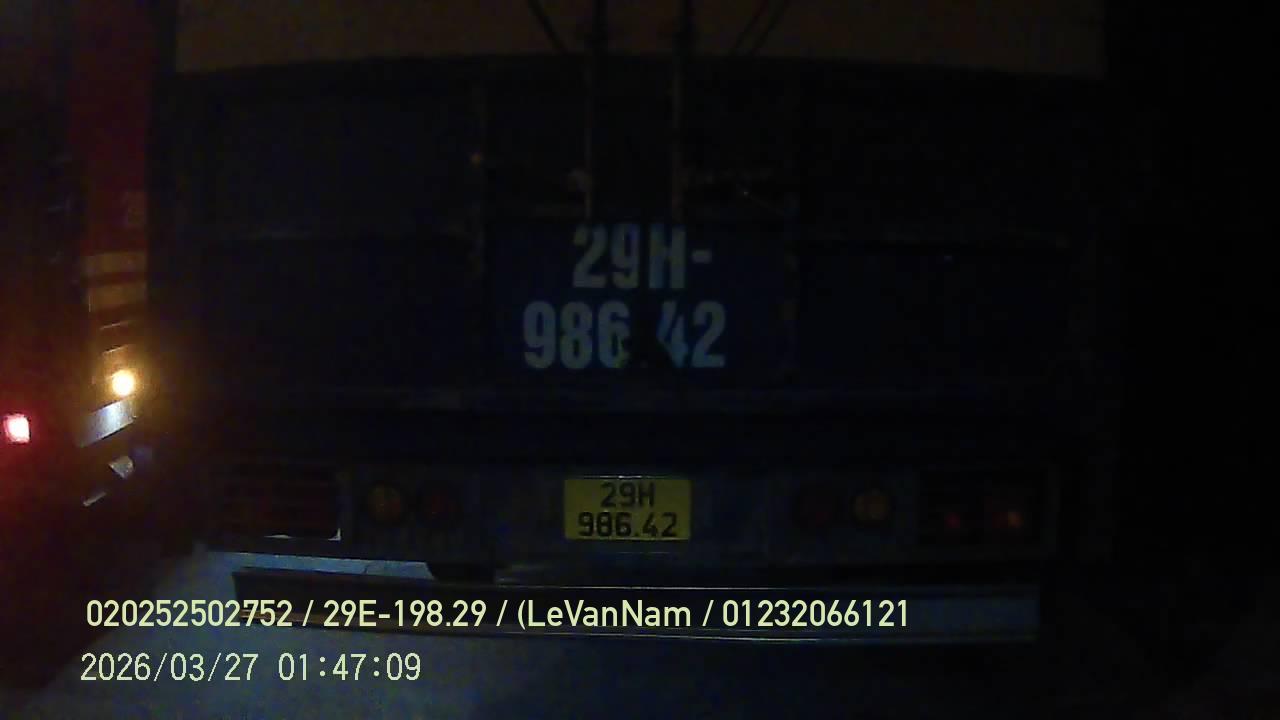 29H-
986.42
29H
986.42
020252502752 / 29E-198.29 / (LeVanNam / 01232066121
2026/03/27 01:47:09